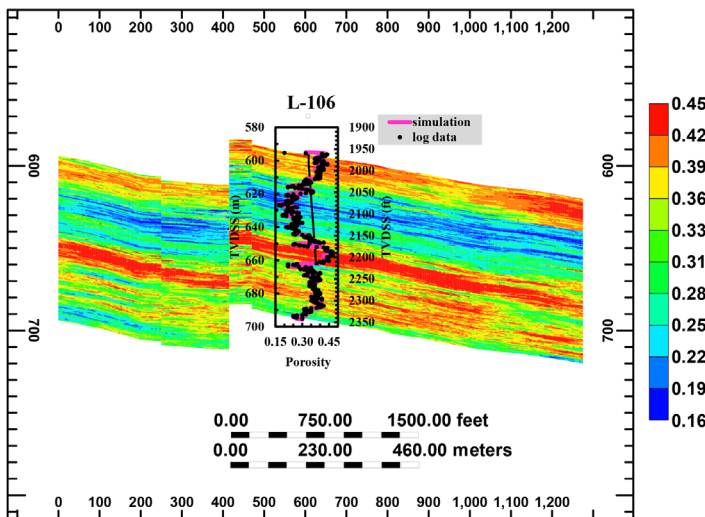 0 100 200 300 400 500 600 700 800 900 1,000 1,100 1,200
L-106
simulation
log data
580 1900
600 1950
2000
620 2050
2100
640 2150
660 2200
2250
680 2300
700 2350
TVDSS (m)
TVDSS (ft)
0.15 0.30 0.45
Porosity
600 600
700 700
0.45
0.42
0.39
0.36
0.34
0.31
0.28
0.25
0.22
0.19
0.16
0.00 750.00 1500.00 feet
0.00 230.00 460.00 meters
0 100 200 300 400 500 600 700 800 900 1,000 1,100 1,200